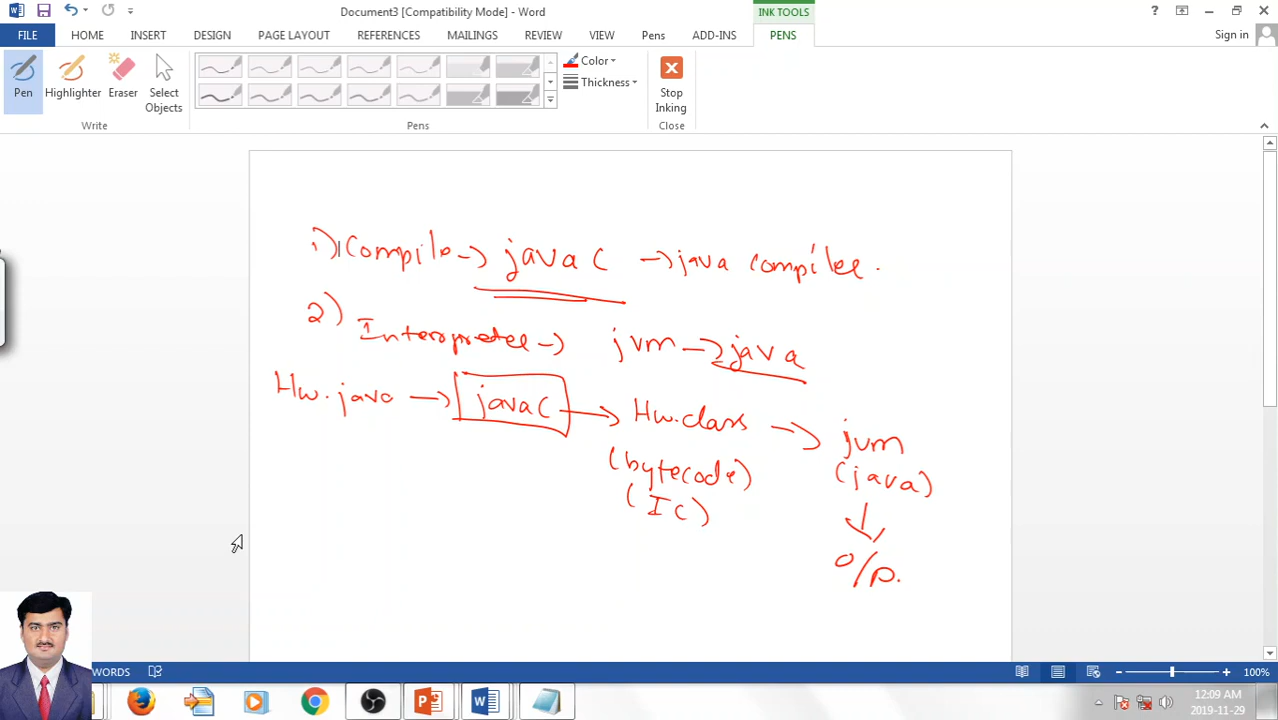 Document3 [Compatibility Mode] - Word
INK TOOLS
?
FILE HOME INSERT DESIGN PAGE LAYOUT REFERENCES MAILINGS REVIEW VIEW Pens ADD-INS PENS Sign in
Pen Highlighter Eraser Select Objects
Color
Thickness
Stop Inking
Write Pens Close
1) Compile → javac → java compiler.
2) Interpreter → jvm → java
Hw.java → javac → Hw.class → jvm
(bytecode) (java)
(IC)
o/p.
WORDS 100%
12:09 AM
2019-11-29